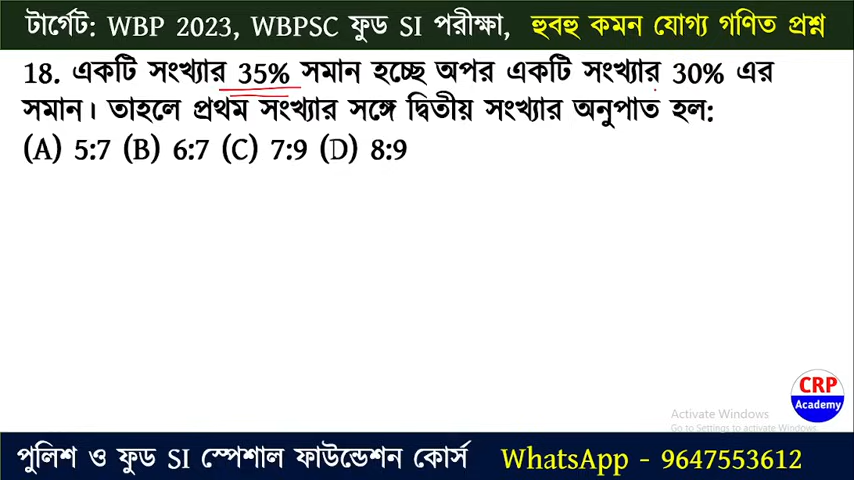 টার্গেট: WBP 2023, WBPSC ফুড SI পরীক্ষা, হুবহু কমন যোগ্য গণিত প্রশ্ন
18. একটি সংখ্যার 35% সমান হচ্ছে অপর একটি সংখ্যার 30% এর
সমান। তাহলে প্রথম সংখ্যার সঙ্গে দ্বিতীয় সংখ্যার অনুপাত হল:
(A) 5:7 (B) 6:7 (C) 7:9 (D) 8:9
CRP
Academy
Activate Windows
Go to Settings to activate Windows.
পুলিশ ও ফুড SI স্পেশাল ফাউন্ডেশন কোর্স WhatsApp - 9647553612